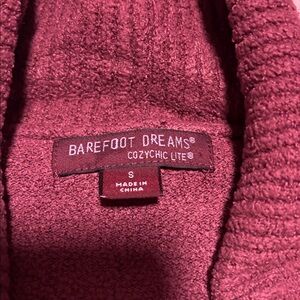 BAREFOOT DREAMS®
COZYCHIC LITE®
S
MADE IN
CHINA